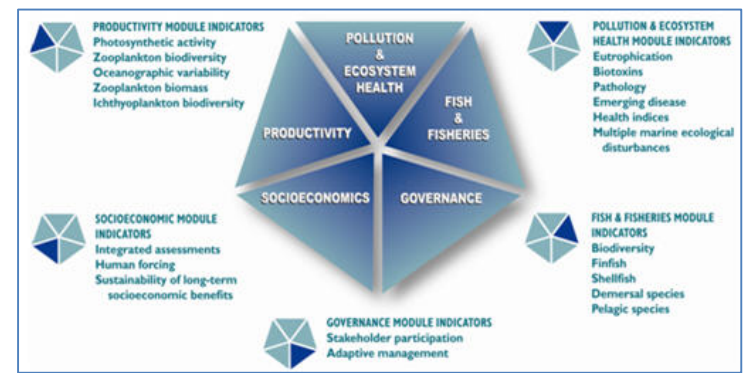 PRODUCTIVITY MODULE INDICATORS
Photosynthetic activity
Zooplankton biodiversity
Oceanographic variability
Zooplankton biomass
Ichthyoplankton biodiversity
POLLUTION
&
ECOSYSTEM
HEALTH
FISH
&
FISHERIES
PRODUCTIVITY
SOCIOECONOMICS
GOVERNANCE
POLLUTION & ECOSYSTEM
HEALTH MODULE INDICATORS
Eutrophication
Biotoxins
Pathology
Emerging disease
Health indices
Multiple marine ecological
disturbances
SOCIOECONOMIC MODULE
INDICATORS
Integrated assessments
Human forcing
Sustainability of long-term
socioeconomic benefits
FISH & FISHERIES MODULE
INDICATORS
Biodiversity
Finfish
Shellfish
Demersal species
Pelagic species
GOVERNANCE MODULE INDICATORS
Stakeholder participation
Adaptive management